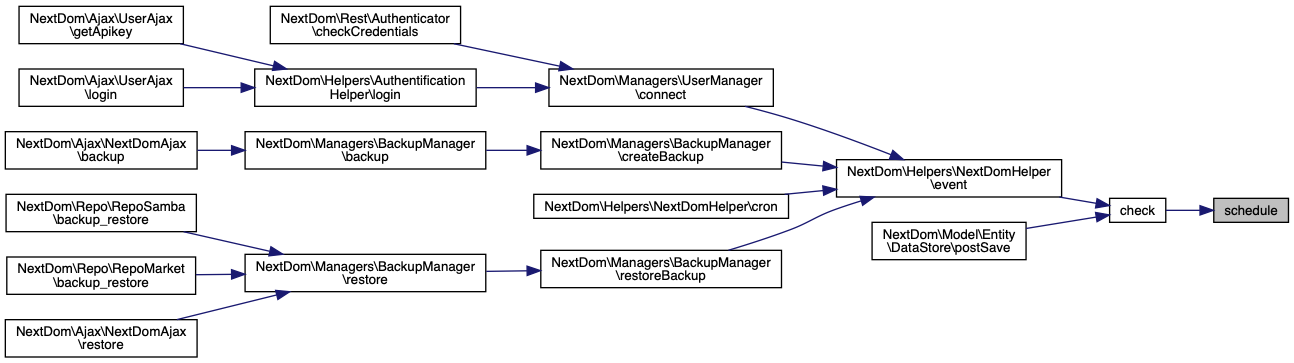 NextDom\Ajax\UserAjax
\getApikey
NextDom\Rest\Authenticator
\checkCredentials
NextDom\Ajax\UserAjax
\login
NextDom\Helpers\Authentification
Helper\login
NextDom\Managers\UserManager
\connect
NextDom\Ajax\NextDomAjax
\backup
NextDom\Managers\BackupManager
\backup
NextDom\Managers\BackupManager
\createBackup
NextDom\Helpers\NextDomHelper
\event
NextDom\Repo\RepoSamba
\backup_restore
NextDom\Helpers\NextDomHelper\cron
check
schedule
NextDom\Model\Entity
\DataStore\postSave
NextDom\Repo\RepoMarket
\backup_restore
NextDom\Managers\BackupManager
\restore
NextDom\Managers\BackupManager
\restoreBackup
NextDom\Ajax\NextDomAjax
\restore